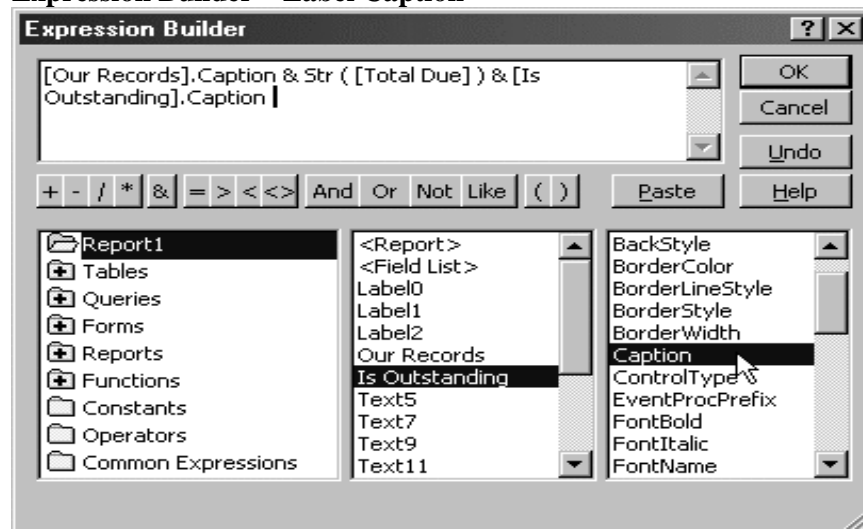 Expression Builder – Label Caption
Expression Builder
[Our Records].Caption & Str ( [Total Due] ) & [Is
Outstanding].Caption
OK
Cancel
Undo
+ - / * & = > < <> And Or Not Like ( ) Paste Help
Report1
Tables
Queries
Forms
Reports
Functions
Constants
Operators
Common Expressions
<Report>
<Field List>
Label0
Label1
Label2
Our Records
Is Outstanding
Text5
Text7
Text9
Text11
BackStyle
BorderColor
BorderLineStyle
BorderStyle
BorderWidth
Caption
ControlType
EventProcPrefix
FontBold
FontItalic
FontName